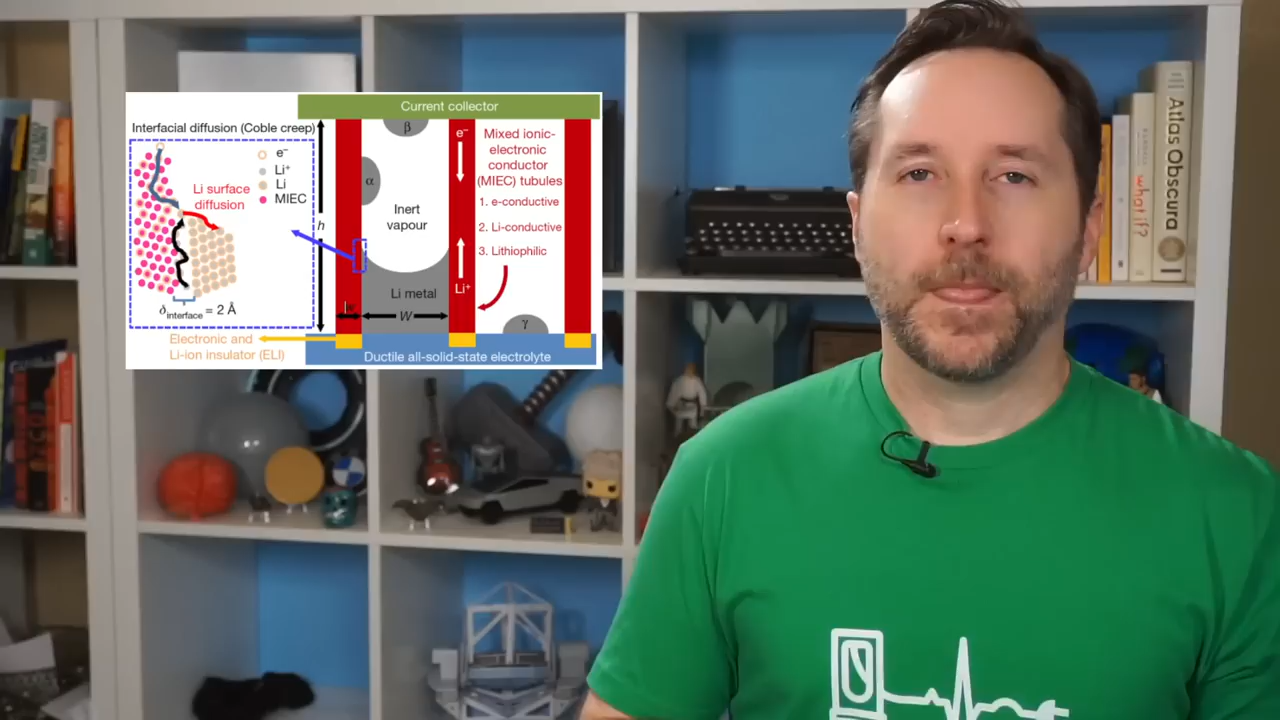 Current collector
Interfacial diffusion (Coble creep)
e⁻
Li⁺
Li
MIEC
Li surface
diffusion
δinterface = 2 Å
Electronic and
Li-ion insulator (ELI)
h
β
α
Inert
vapour
Li metal
W
e⁻
Li⁺
Mixed ionic-
electronic
conductor
(MIEC) tubules
1. e-conductive
2. Li-conductive
3. Lithiophilic
γ
Ductile all-solid-state electrolyte
what if?
Atlas Obscura